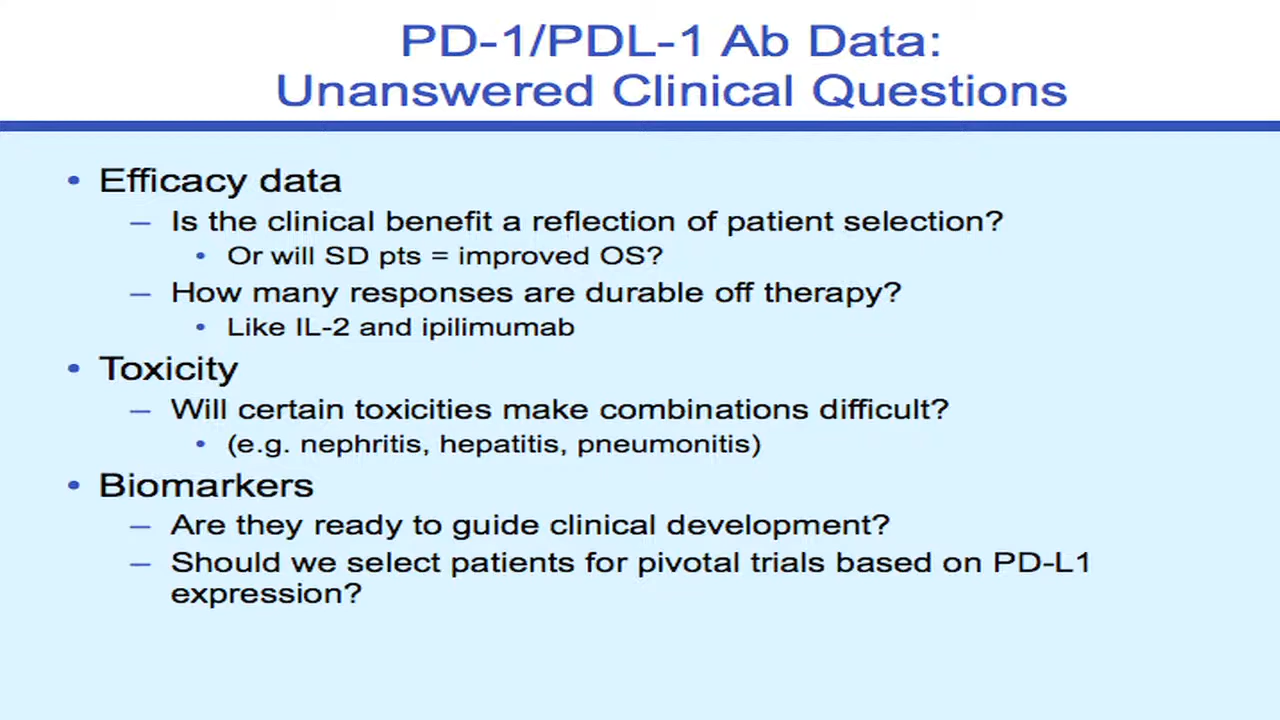 PD-1/PDL-1 Ab Data:
Unanswered Clinical Questions
• Efficacy data
– Is the clinical benefit a reflection of patient selection?
• Or will SD pts = improved OS?
– How many responses are durable off therapy?
• Like IL-2 and ipilimumab
• Toxicity
– Will certain toxicities make combinations difficult?
• (e.g. nephritis, hepatitis, pneumonitis)
• Biomarkers
– Are they ready to guide clinical development?
– Should we select patients for pivotal trials based on PD-L1
expression?